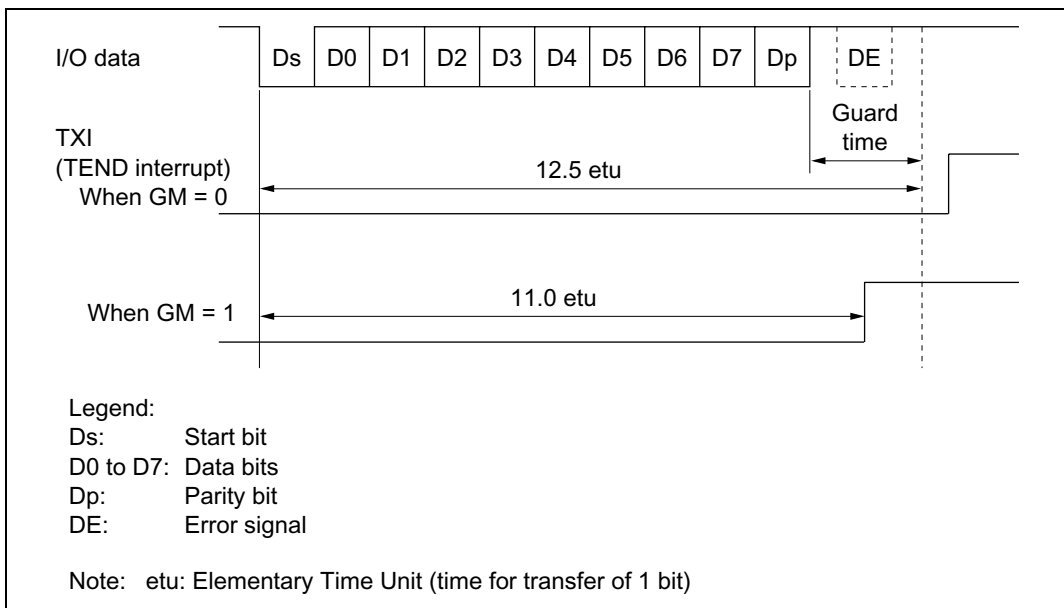 I/O data
Ds D0 D1 D2 D3 D4 D5 D6 D7 Dp DE
Guard
time
TXI
(TEND interrupt)
12.5 etu
When GM = 0
11.0 etu
When GM = 1
Legend:
Ds: Start bit
D0 to D7: Data bits
Dp: Parity bit
DE: Error signal
Note: etu: Elementary Time Unit (time for transfer of 1 bit)